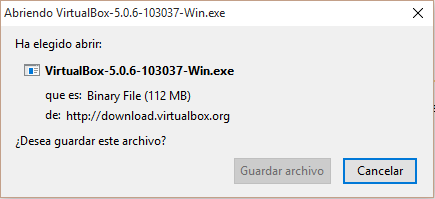 Abriendo VirtualBox-5.0.6-103037-Win.exe
Ha elegido abrir:
VirtualBox-5.0.6-103037-Win.exe
que es: Binary File (112 MB)
de: http://download.virtualbox.org
¿Desea guardar este archivo?
Guardar archivo Cancelar